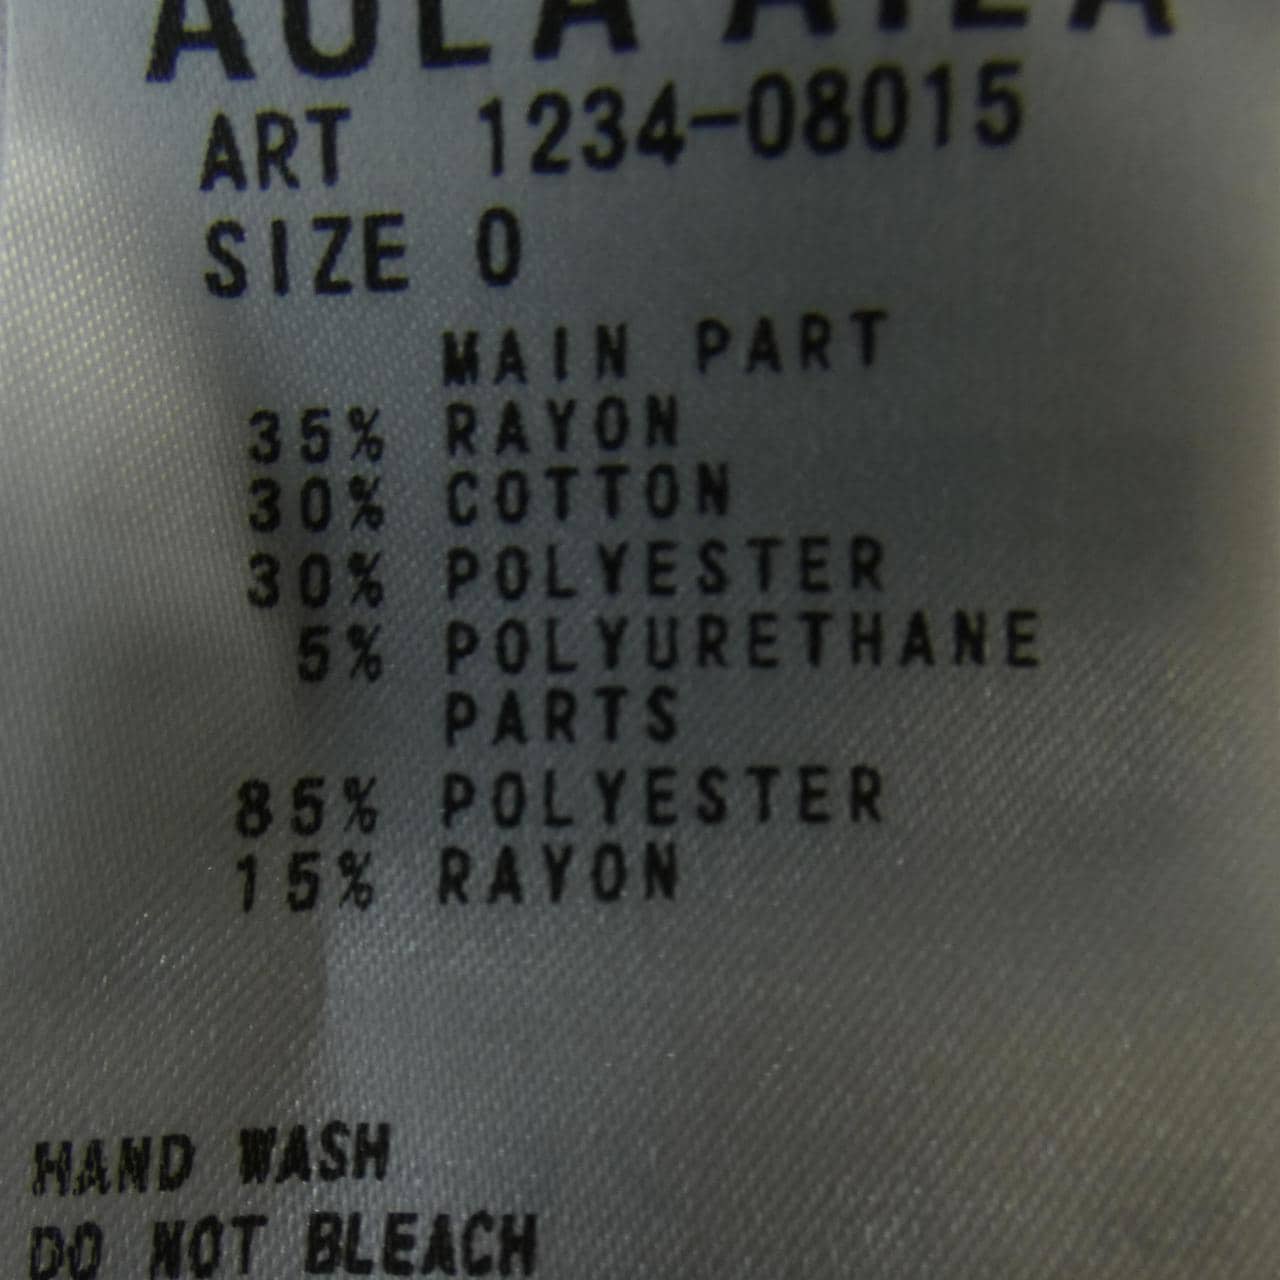 AULA AILA
ART 1234-08015
SIZE 0
MAIN PART
35% RAYON
30% COTTON
30% POLYESTER
5% POLYURETHANE
PARTS
85% POLYESTER
15% RAYON
HAND WASH
DO NOT BLEACH